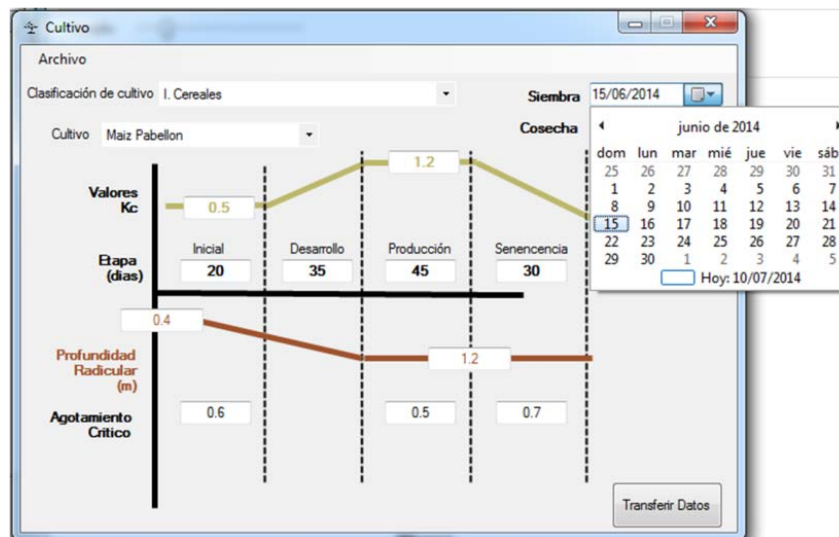 Cultivo
Archivo
Clasificación de cultivo I. Cereales
Siembra 15/06/2014
Cultivo Maiz Pabellon
Cosecha
junio de 2014
dom lun mar mié jue vie sáb
25 26 27 28 29 30 31
1 2 3 4 5 6 7
8 9 10 11 12 13 14
15 16 17 18 19 20 21
22 23 24 25 26 27 28
29 30 1 2 3 4 5
Hoy: 10/07/2014
Valores
Kc
0.5
1.2
Etapa
(dias)
Inicial Desarrollo Producción Senencencia
20 35 45 30
0.4
Profundidad
Radicular
(m)
1.2
Agotamiento
Critico
0.6 0.5 0.7
Transferir Datos